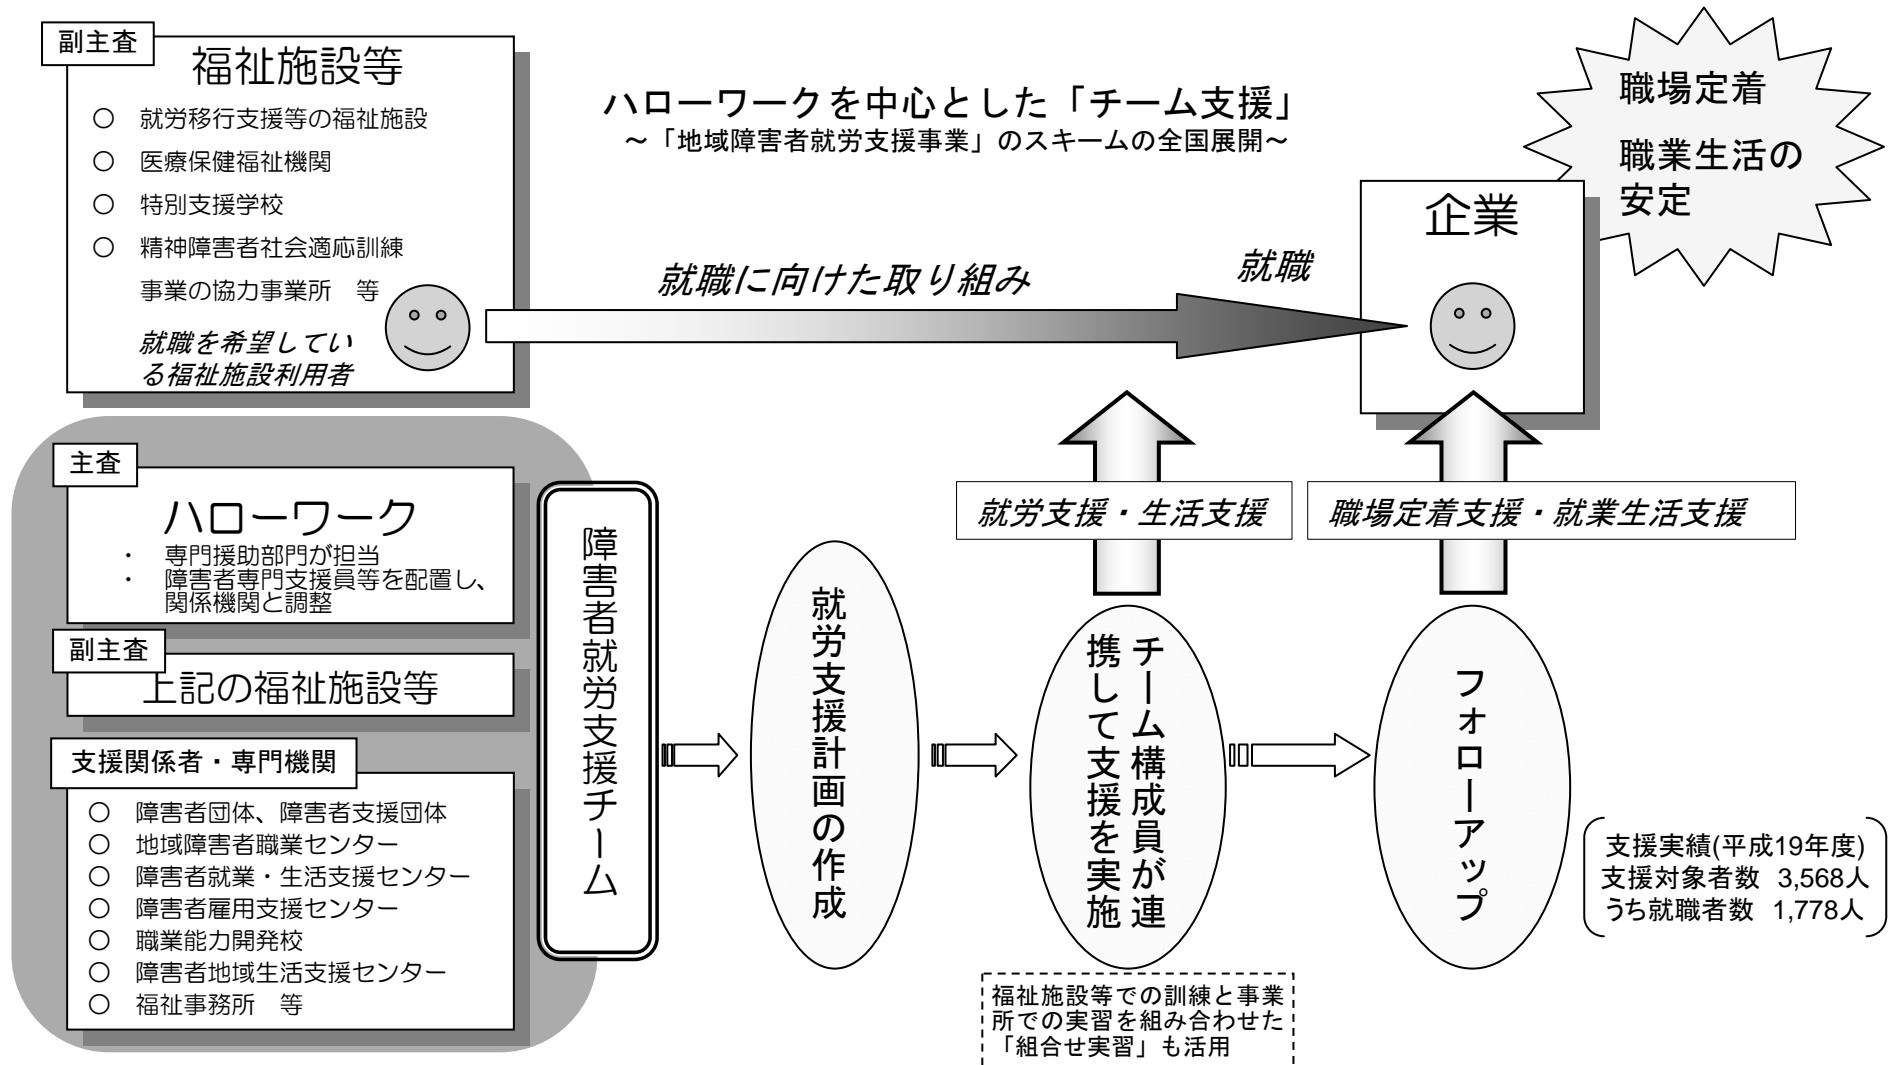 副主査
福祉施設等
○ 就労移行支援等の福祉施設
○ 医療保健福祉機関
○ 特別支援学校
○ 精神障害者社会適応訓練
事業の協力事業所 等
就職を希望してい
る福祉施設利用者
ハローワークを中心とした「チーム支援」
~「地域障害者就労支援事業」のスキームの全国展開~
職場定着
職業生活の
安定
企業
就職に向けた取り組み
就職
主査
ハローワーク
・ 専門援助部門が担当
・ 障害者専門支援員等を配置し、
関係機関と調整
副主査
上記の福祉施設等
支援関係者・専門機関
○ 障害者団体、障害者支援団体
○ 地域障害者職業センター
○ 障害者就業・生活支援センター
○ 障害者雇用支援センター
○ 職業能力開発校
○ 障害者地域生活支援センター
○ 福祉事務所 等
障害者就労支援チーム
就労支援計画の作成
就労支援・生活支援
チーム構成員が連
携して支援を実施
福祉施設等での訓練と事業
所での実習を組み合わせた
「組合せ実習」も活用
職場定着支援・就業生活支援
フォローアップ
支援実績(平成19年度)
支援対象者数 3,568人
うち就職者数 1,778人